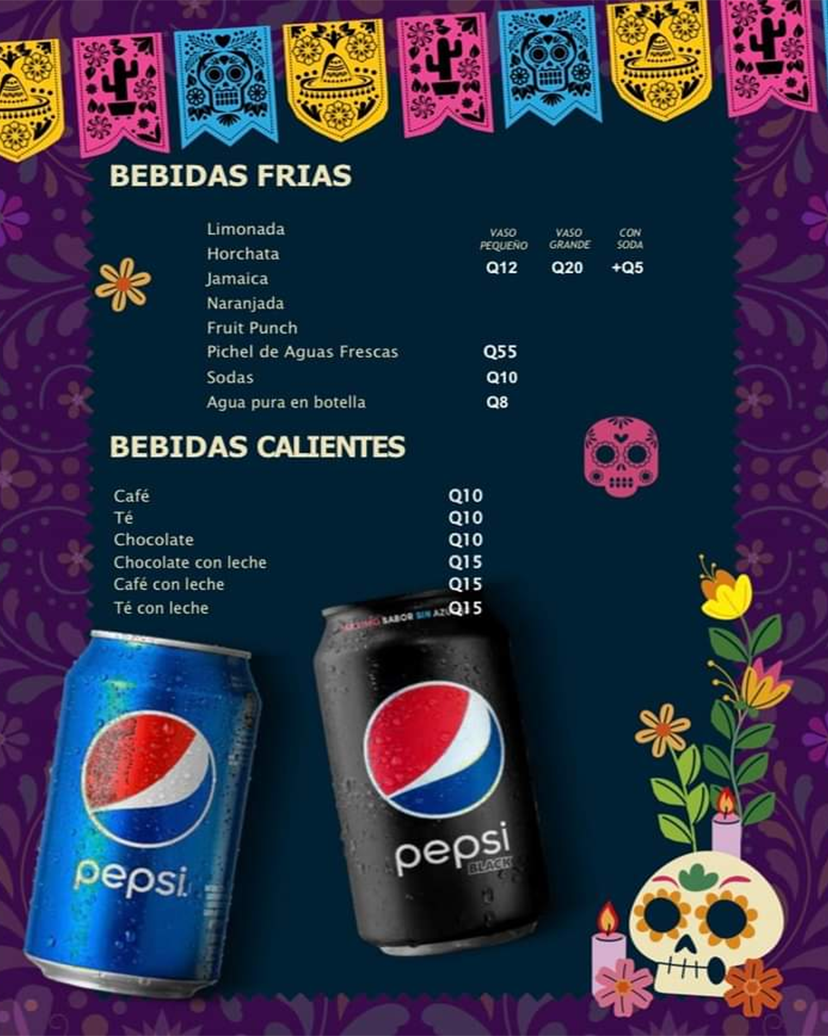 BEBIDAS FRIAS
VASO PEQUEÑO
VASO GRANDE
CON SODA
Limonada
Horchata
Q12 Q20 +Q5
Jamaica
Naranjada
Fruit Punch
Pichel de Aguas Frescas Q55
Sodas Q10
Agua pura en botella Q8
BEBIDAS CALIENTES
Café Q10
Té Q10
Chocolate Q10
Chocolate con leche Q15
Café con leche Q15
Té con leche Q15
SABOR SIN
pepsi
pepsi
BLACK